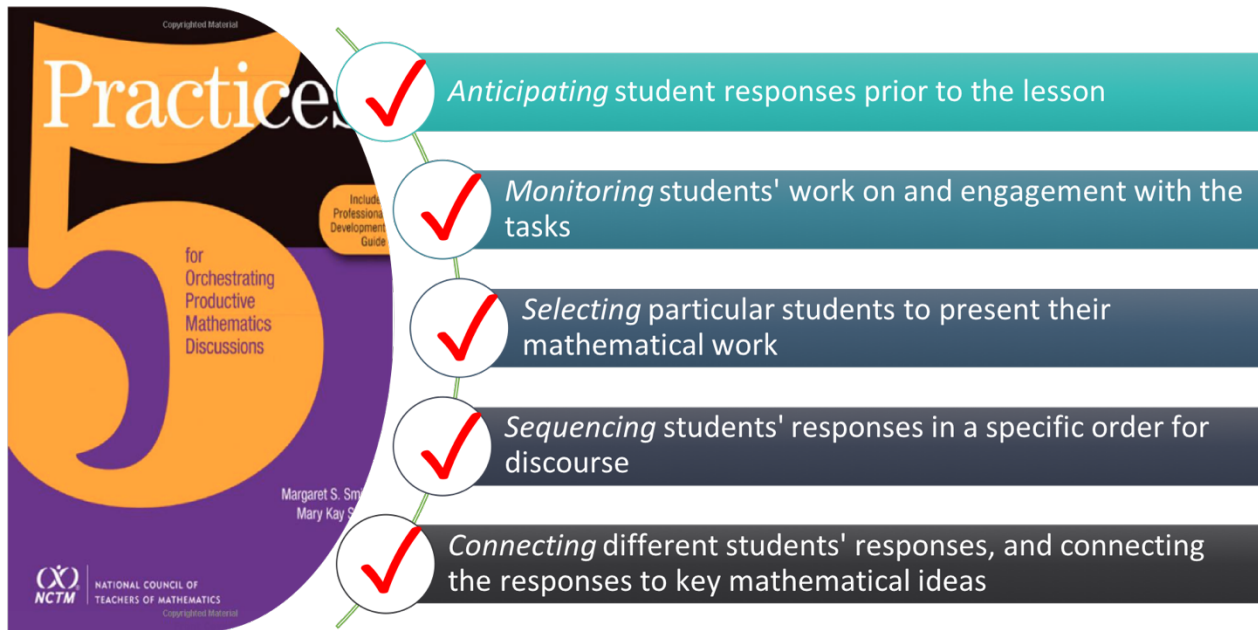 Copyrighted Material
5
Practices
Includes
Professional
Development
Guide
for
Orchestrating
Productive
Mathematics
Discussions
Margaret S.
Mary Kay
NCTM
NATIONAL COUNCIL OF
TEACHERS OF MATHEMATICS
Copyrighted Material
Anticipating student responses prior to the lesson
Monitoring students' work on and engagement with the
tasks
Selecting particular students to present their
mathematical work
Sequencing students' responses in a specific order for
discourse
Connecting different students' responses, and connecting
the responses to key mathematical ideas